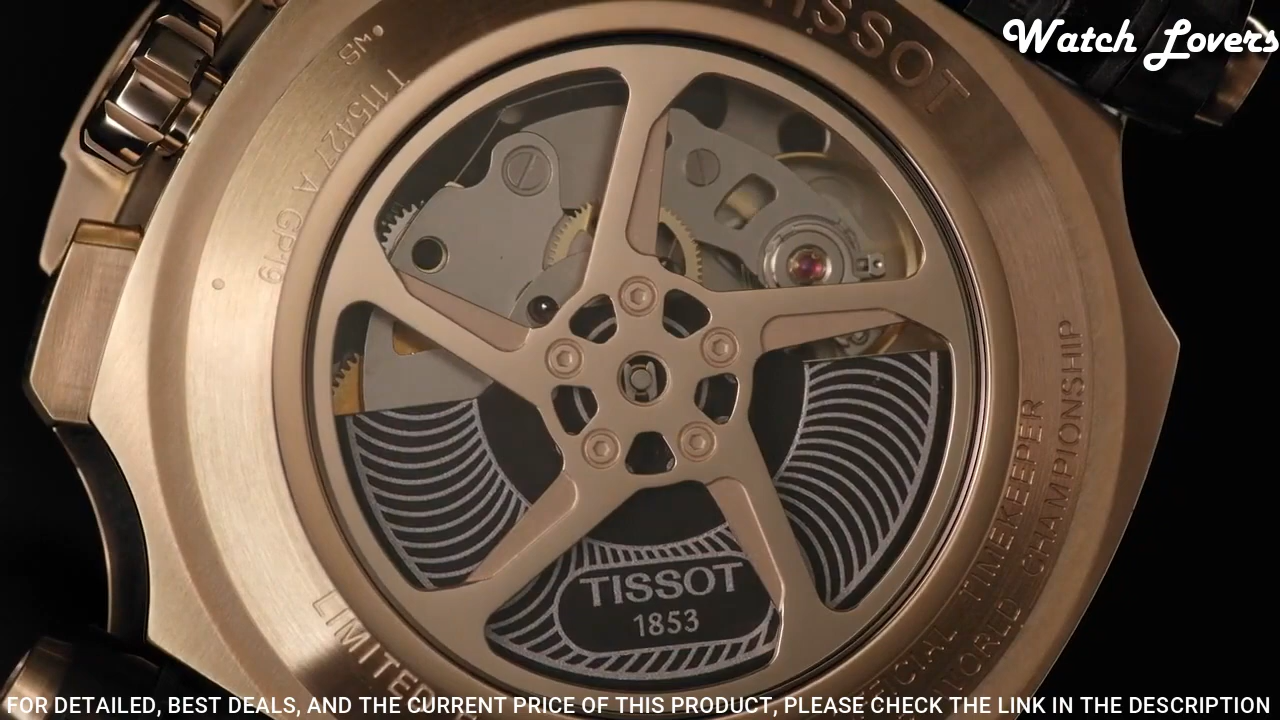 Watch Lovers
TISSOT
WS
T115427 A GP19
TISSOT
1853
LIMITED
OFFICIAL TIMEKEEPER
WORLD CHAMPIONSHIP
FOR DETAILED, BEST DEALS, AND THE CURRENT PRICE OF THIS PRODUCT, PLEASE CHECK THE LINK IN THE DESCRIPTION